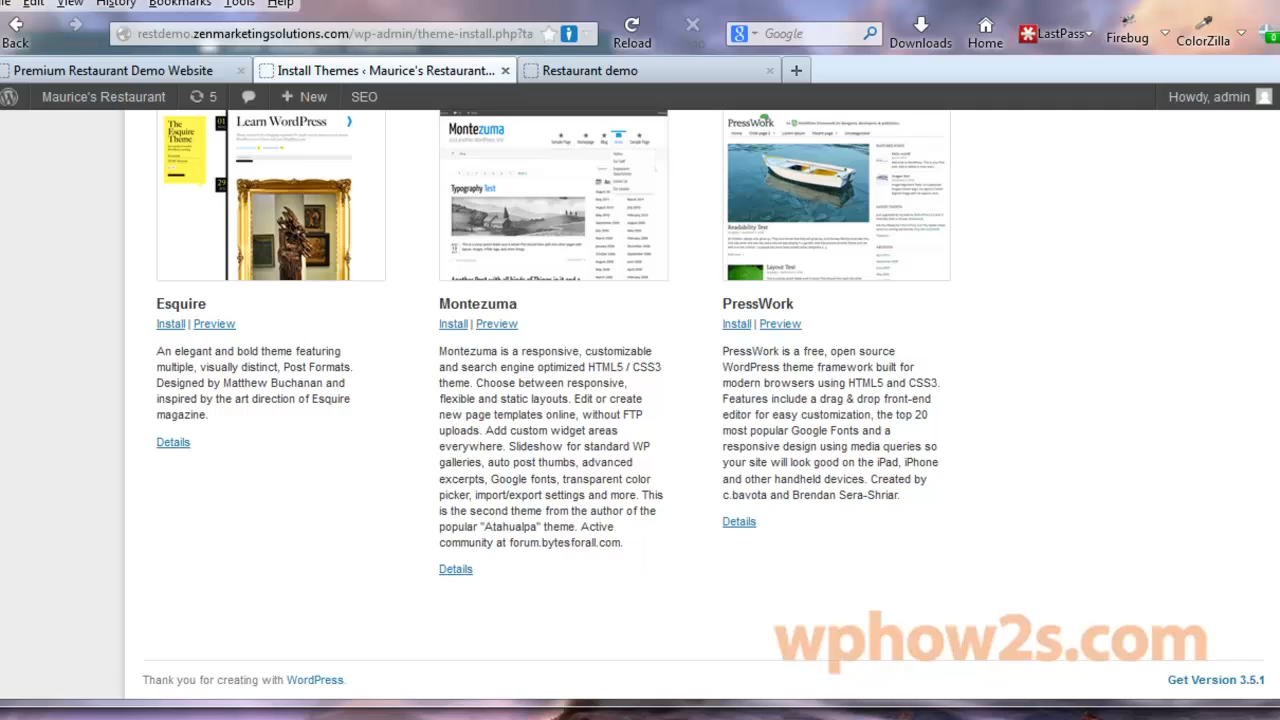 Edit View History Bookmarks Tools Help
Back
restdemo.zenmarketingsolutions.com/wp-admin/theme-install.php?ta
Reload
Google
Downloads
Home
LastPass
Firebug
ColorZilla
0
Premium Restaurant Demo Website
Install Themes ‹ Maurice's Restaurant...
Restaurant demo
Maurice's Restaurant 5 New SEO
Howdy, admin
The Esquire Theme
01
Learn WordPress
Montezuma
Typography Test
PressWork
Readability Test
Layout Test
Esquire
Install | Preview
An elegant and bold theme featuring
multiple, visually distinct, Post Formats.
Designed by Matthew Buchanan and
inspired by the art direction of Esquire
magazine.
Details
Montezuma
Install | Preview
Montezuma is a responsive, customizable
and search engine optimized HTML5 / CSS3
theme. Choose between responsive,
flexible and static layouts. Edit or create
new page templates online, without FTP
uploads. Add custom widget areas
everywhere. Slideshow for standard WP
galleries, auto post thumbs, advanced
excerpts, Google fonts, transparent color
picker, import/export settings and more. This
is the second theme from the author of the
popular "Atahualpa" theme. Active
community at forum.bytesforall.com.
Details
PressWork
Install | Preview
PressWork is a free, open source
WordPress theme framework built for
modern browsers using HTML5 and CSS3.
Features include a drag & drop front-end
editor for easy customization, the top 20
most popular Google Fonts and a
responsive design using media queries so
your site will look good on the iPad, iPhone
and other handheld devices. Created by
c.bavota and Brendan Sera-Shriar.
Details
wphow2s.com
Thank you for creating with WordPress.
Get Version 3.5.1